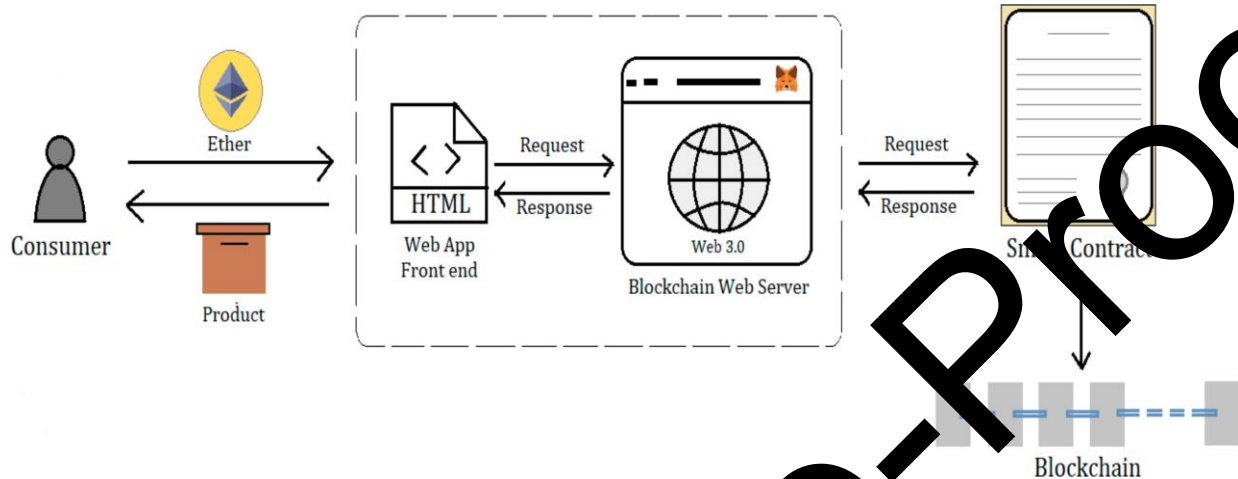 Ether
Consumer
Product
HTML
Web App
Front end
Request
Response
Web 3.0
Blockchain Web Server
Request
Response
Contract
Blockchain